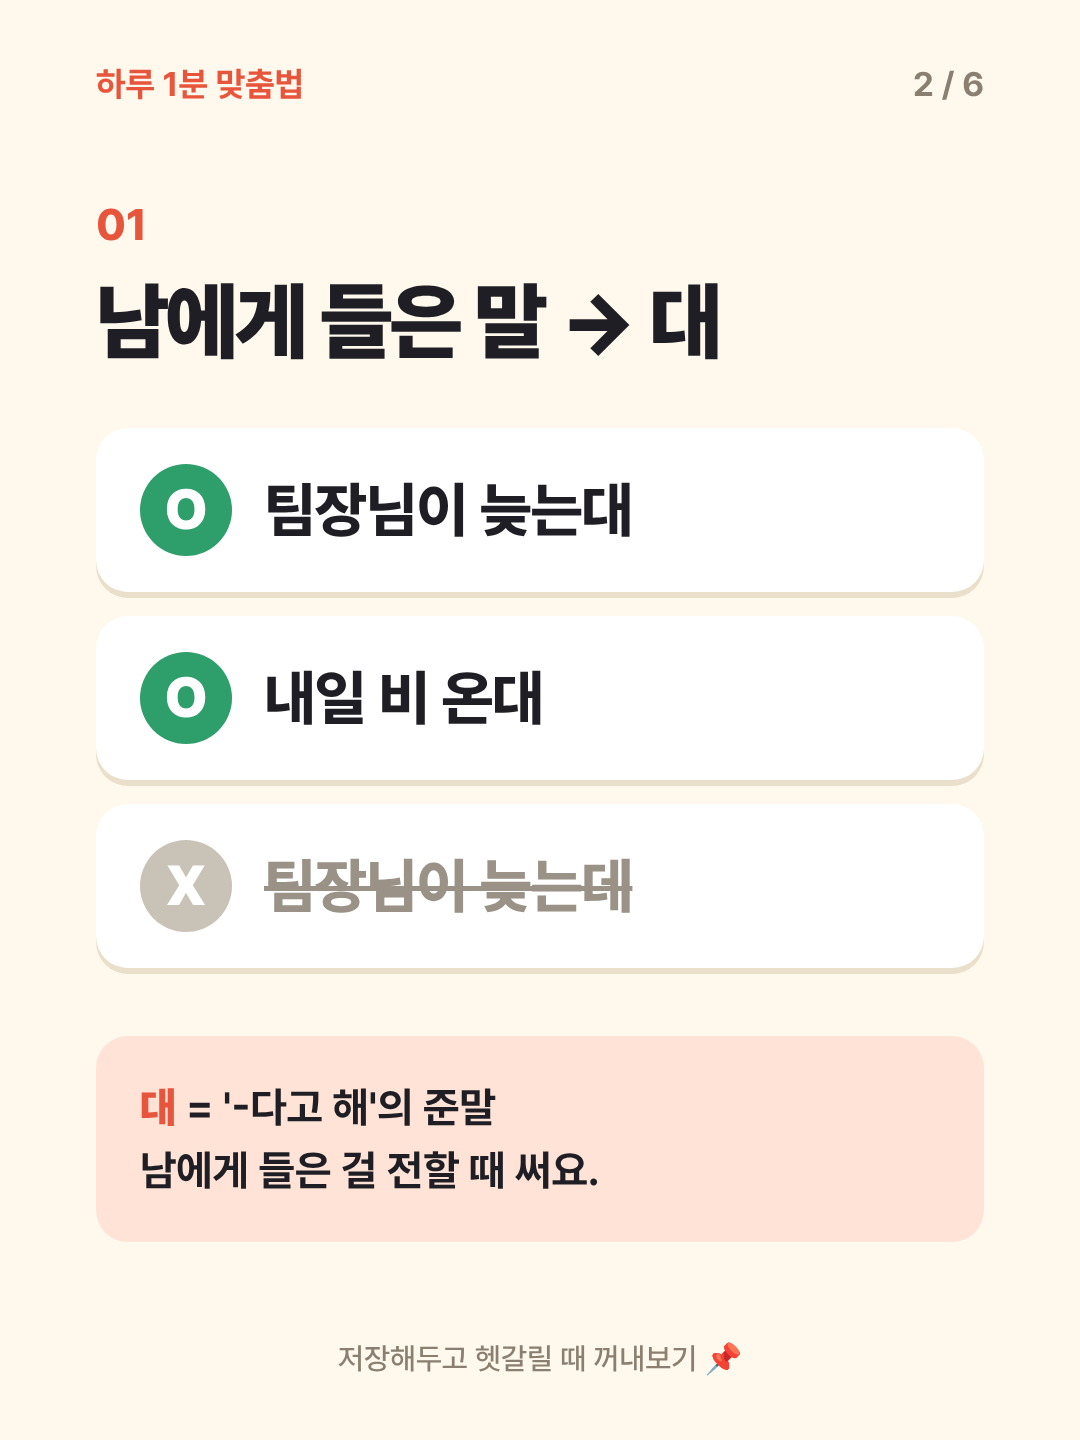 하루 1분 맞춤법
2 / 6
01
남에게 들은 말 → 대
O 팀장님이 늦는대
O 내일 비 온대
X 팀장님이 늦는데
대 = '-다고 해'의 준말
남에게 들은 걸 전할 때 써요.
저장해두고 헷갈릴 때 꺼내보기 📌